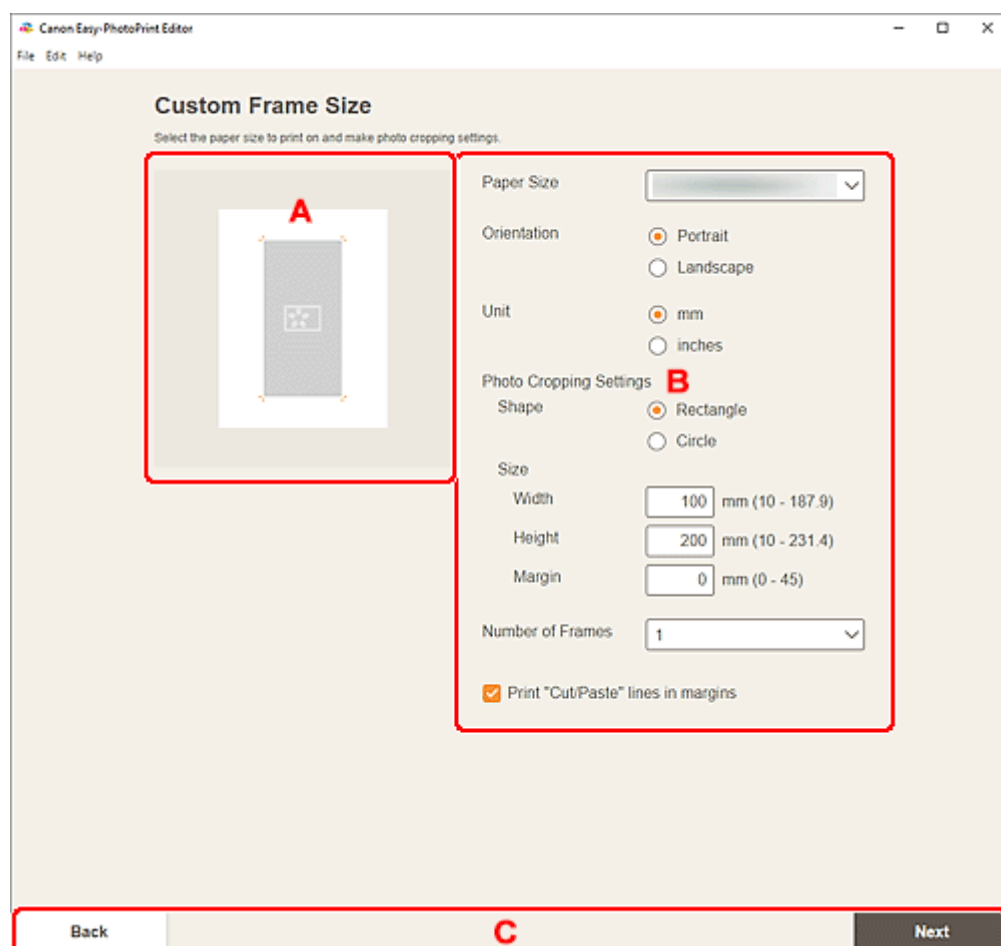 Canon Easy-PhotoPrint Editor
File Edit Help
Custom Frame Size
Select the paper size to print on and make photo cropping settings.
A
Paper Size
Orientation
Portrait
Landscape
Unit
mm
inches
Photo Cropping Settings B
Shape
Rectangle
Circle
Size
Width 100 mm (10 - 187.9)
Height 200 mm (10 - 231.4)
Margin 0 mm (0 - 45)
Number of Frames 1
Print "Cut/Paste" lines in margins
Back C Next